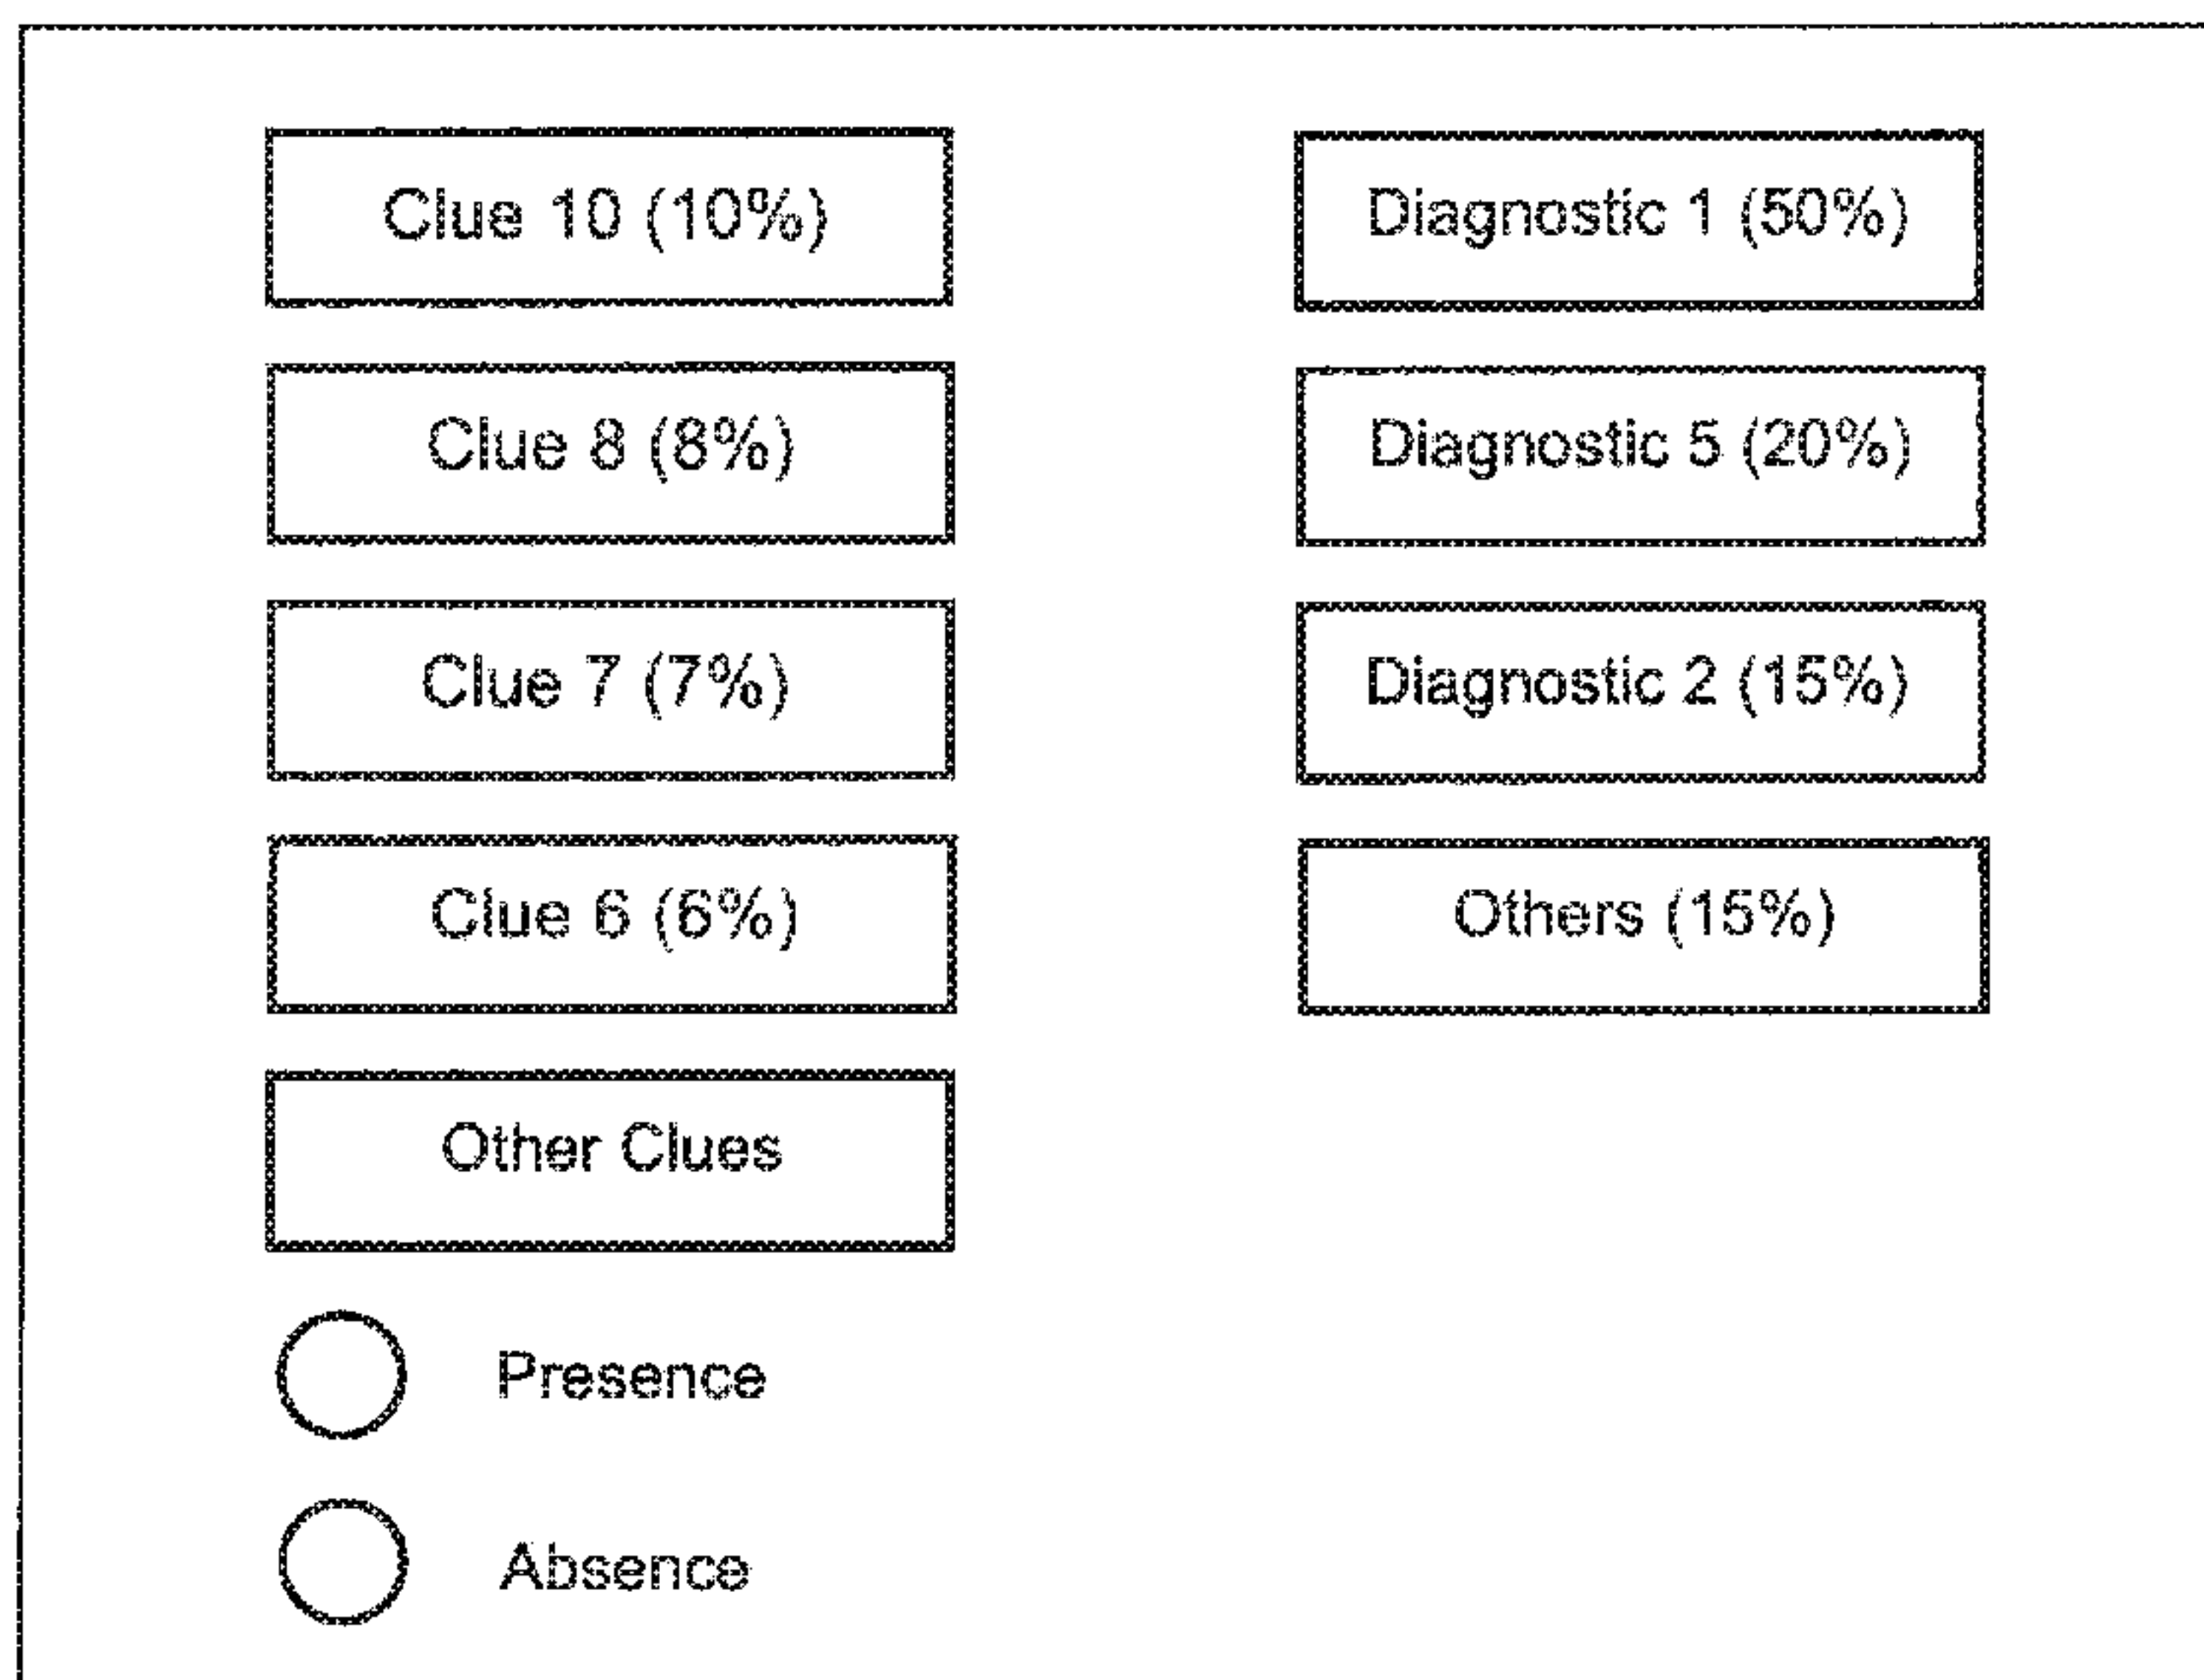 Clue 10 (10%)
Clue 8 (8%)
Clue 7 (7%)
Clue 6 (6%)
Other Clues
Presence
Absence
Diagnostic 1 (50%)
Diagnostic 5 (20%)
Diagnostic 2 (15%)
Others (15%)